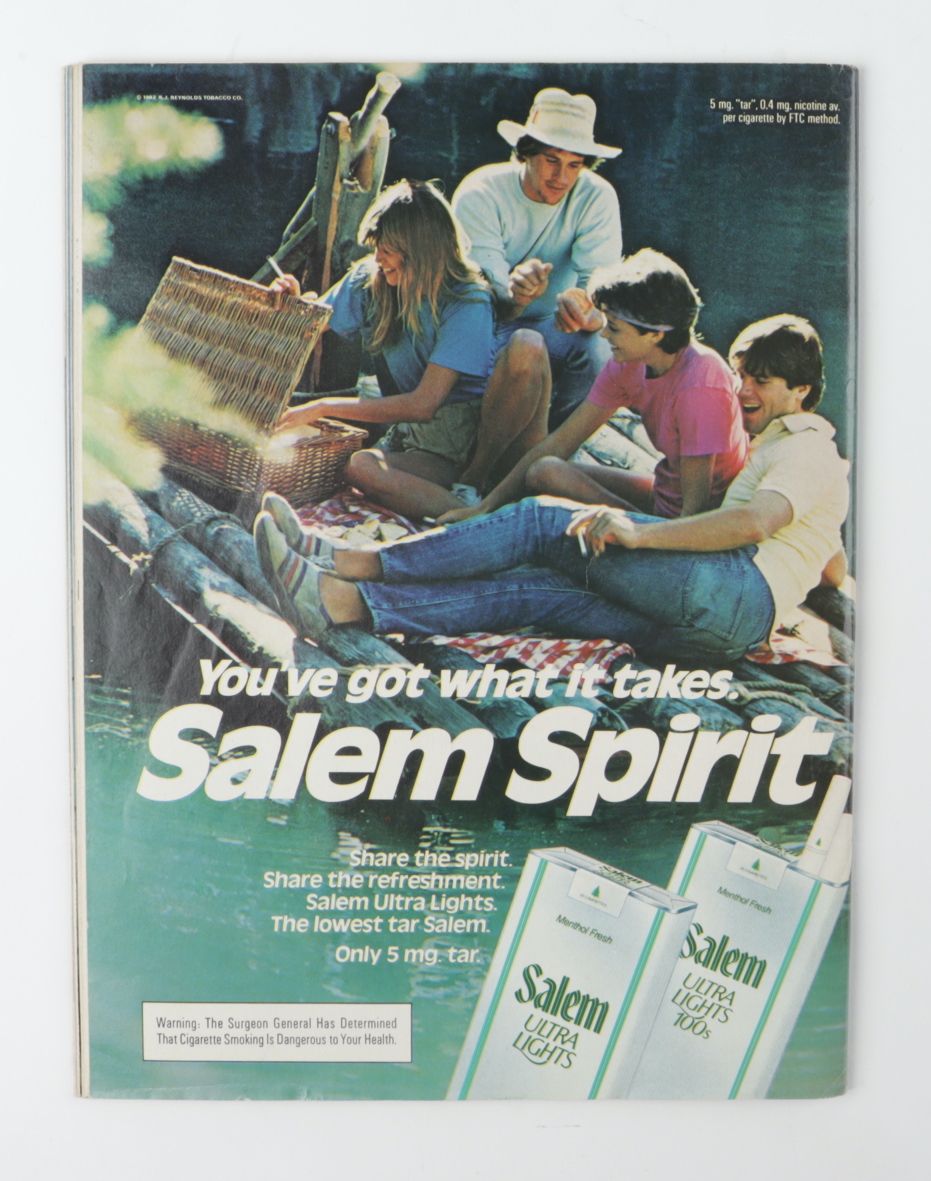 © 1982 R.J. REYNOLDS TOBACCO CO.
5 mg. "tar", 0.4 mg. nicotine av.
per cigarette by FTC method.
You've got what it takes.
Salem Spirit
Share the spirit.
Share the refreshment.
Salem Ultra Lights.
The lowest tar Salem.
Only 5 mg. tar.
Warning: The Surgeon General Has Determined
That Cigarette Smoking Is Dangerous to Your Health.
Salem
Menthol Fresh
Salem
ULTRA
LIGHTS
Salem
Menthol Fresh
Salem
ULTRA
LIGHTS
100s